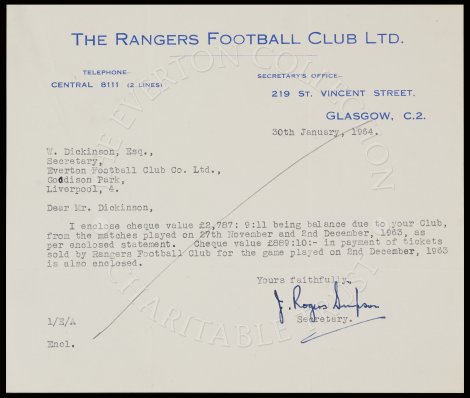 THE RANGERS FOOTBALL CLUB LTD.
TELEPHONE-
CENTRAL 8111 (2 LINES)
SECRETARY'S OFFICE-
219 ST. VINCENT STREET.
GLASGOW, C.2.
30th January, 1964.
W. Dickinson, Esq.,
Secretary,
Everton Football Club Co. Ltd.,
Goodison Park,
Liverpool, 4.
Dear Mr. Dickinson,
I enclose cheque value £2,787: 9:11 being balance due to your Club,
from the matches played on 27th November and 2nd December, 1963, as
per enclosed statement. Cheque value £889:10:- in payment of tickets
sold by Rangers Football Club for the game played on 2nd December, 1963
is also enclosed.
Yours faithfully,
J. Rogers Simpson
Secretary.
1/E/A
Encl.
THE EVERTON COLLECTION
CHARITABLE TRUST